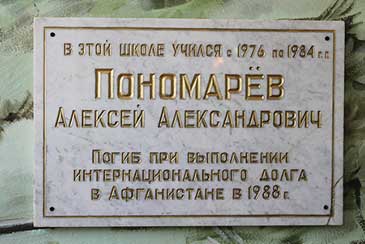 В ЭТОЙ ШКОЛЕ УЧИЛСЯ с 1976 по 1984 г.г.
ПОНОМАРЁВ
АЛЕКСЕЙ АЛЕКСАНДРОВИЧ
ПОГИБ ПРИ ВЫПОЛНЕНИИ
ИНТЕРНАЦИОНАЛЬНОГО ДОЛГА
В АФГАНИСТАНЕ В 1988 г.